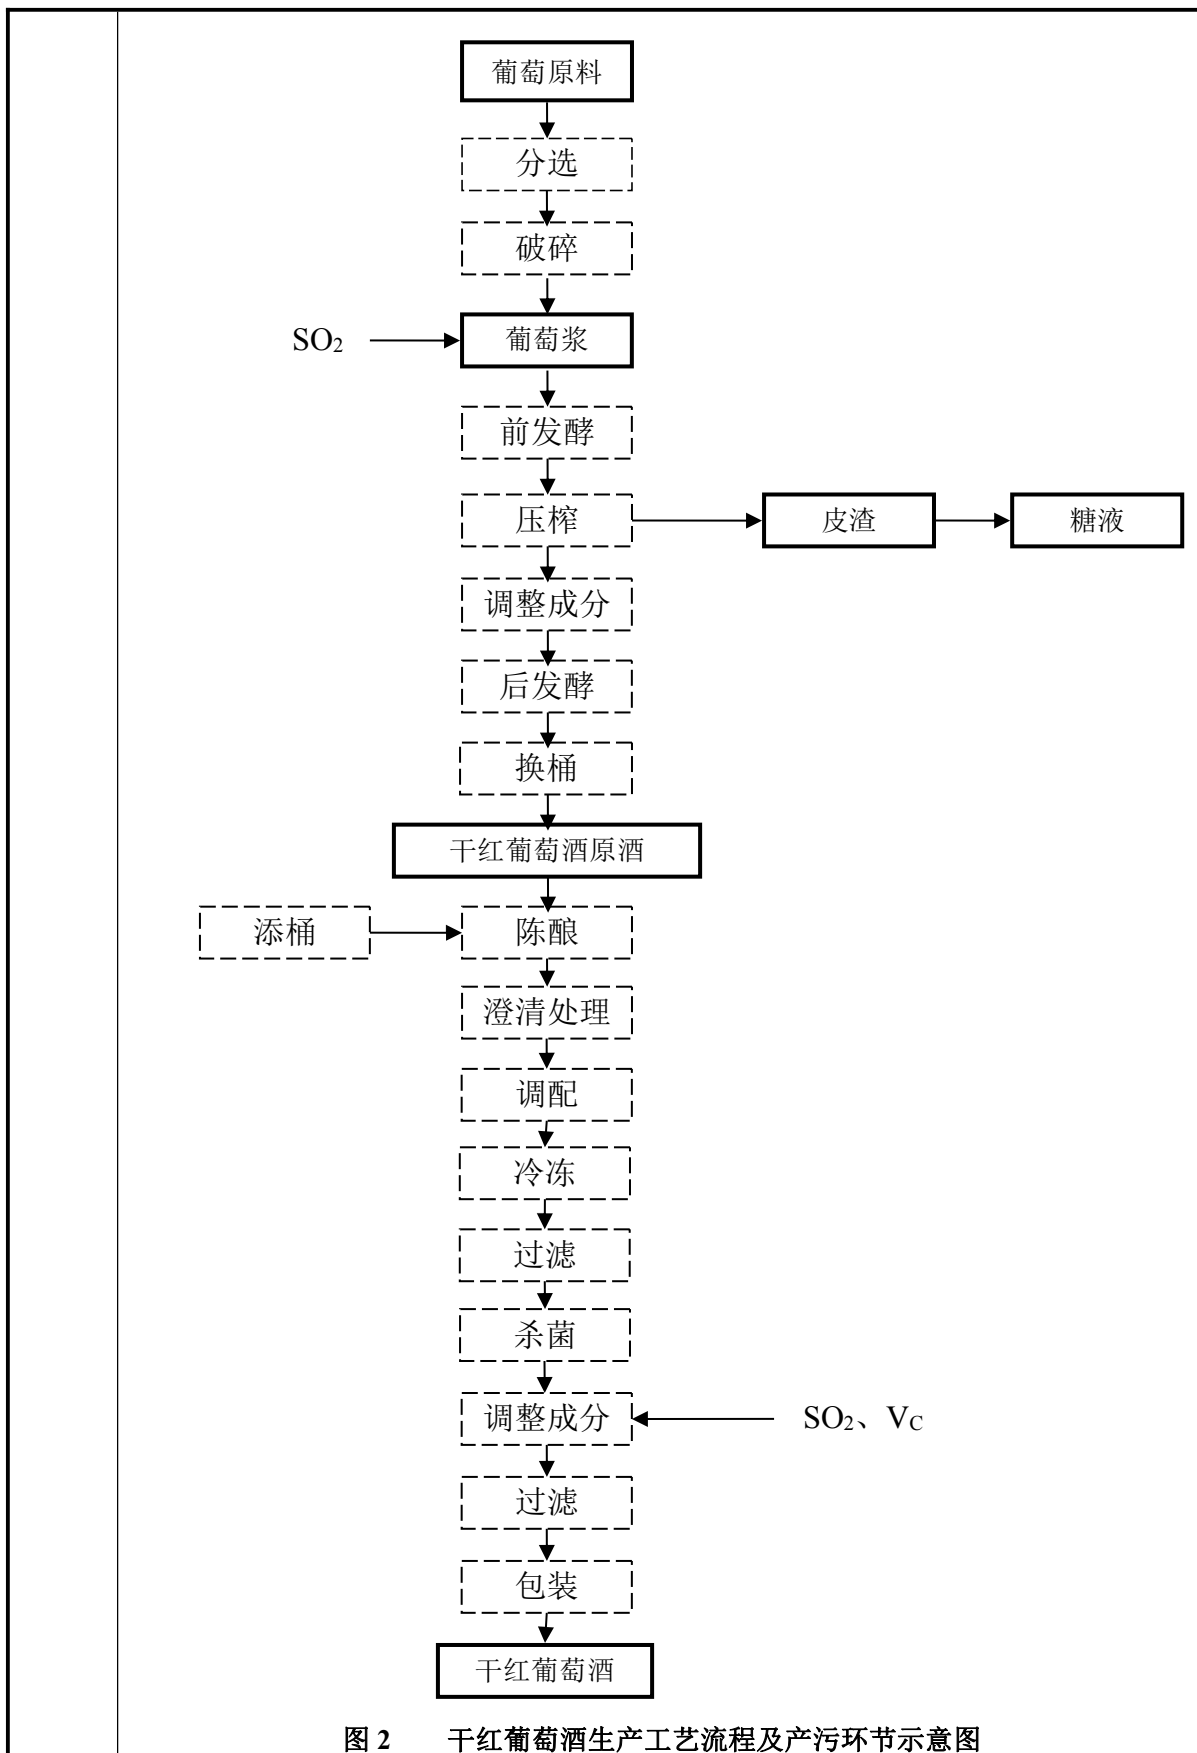 葡萄原料
分选
破碎
SO₂
葡萄浆
前发酵
压榨
皮渣
糖液
调整成分
后发酵
换桶
干红葡萄酒原酒
添桶
陈酿
澄清处理
调配
冷冻
过滤
杀菌
调整成分
SO₂、V_C
过滤
包装
干红葡萄酒
图 2 干红葡萄酒生产工艺流程及产污环节示意图